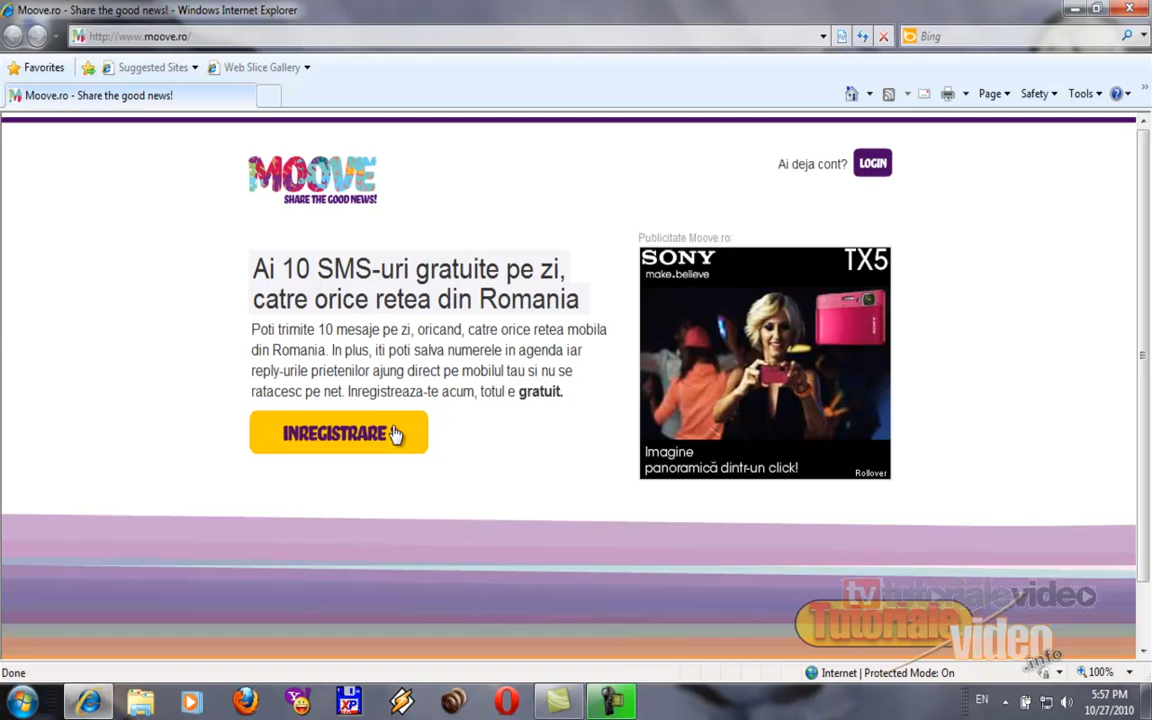 Moove.ro - Share the good news! - Windows Internet Explorer
http://www.moove.ro/
Bing
Favorites
Suggested Sites
Web Slice Gallery
Moove.ro - Share the good news!
Page
Safety
Tools
MOOVE
SHARE THE GOOD NEWS!
Ai deja cont?
LOGIN
Ai 10 SMS-uri gratuite pe zi,
catre orice retea din Romania
Poti trimite 10 mesaje pe zi, oricand, catre orice retea mobila
din Romania. In plus, iti poti salva numerele in agenda iar
reply-urile prietenilor ajung direct pe mobilul tau si nu se
ratacesc pe net. Inregistreaza-te acum, totul e gratuit.
INREGISTRARE
Publicitate Moove.ro:
SONY
make.believe
TX5
SONY
Imagine
panoramică dintr-un click!
Rollover
tv tutorialevideo
Tutoriale
video
.info
Done
Internet | Protected Mode: On
100%
XP
EN
5:57 PM
10/27/2010